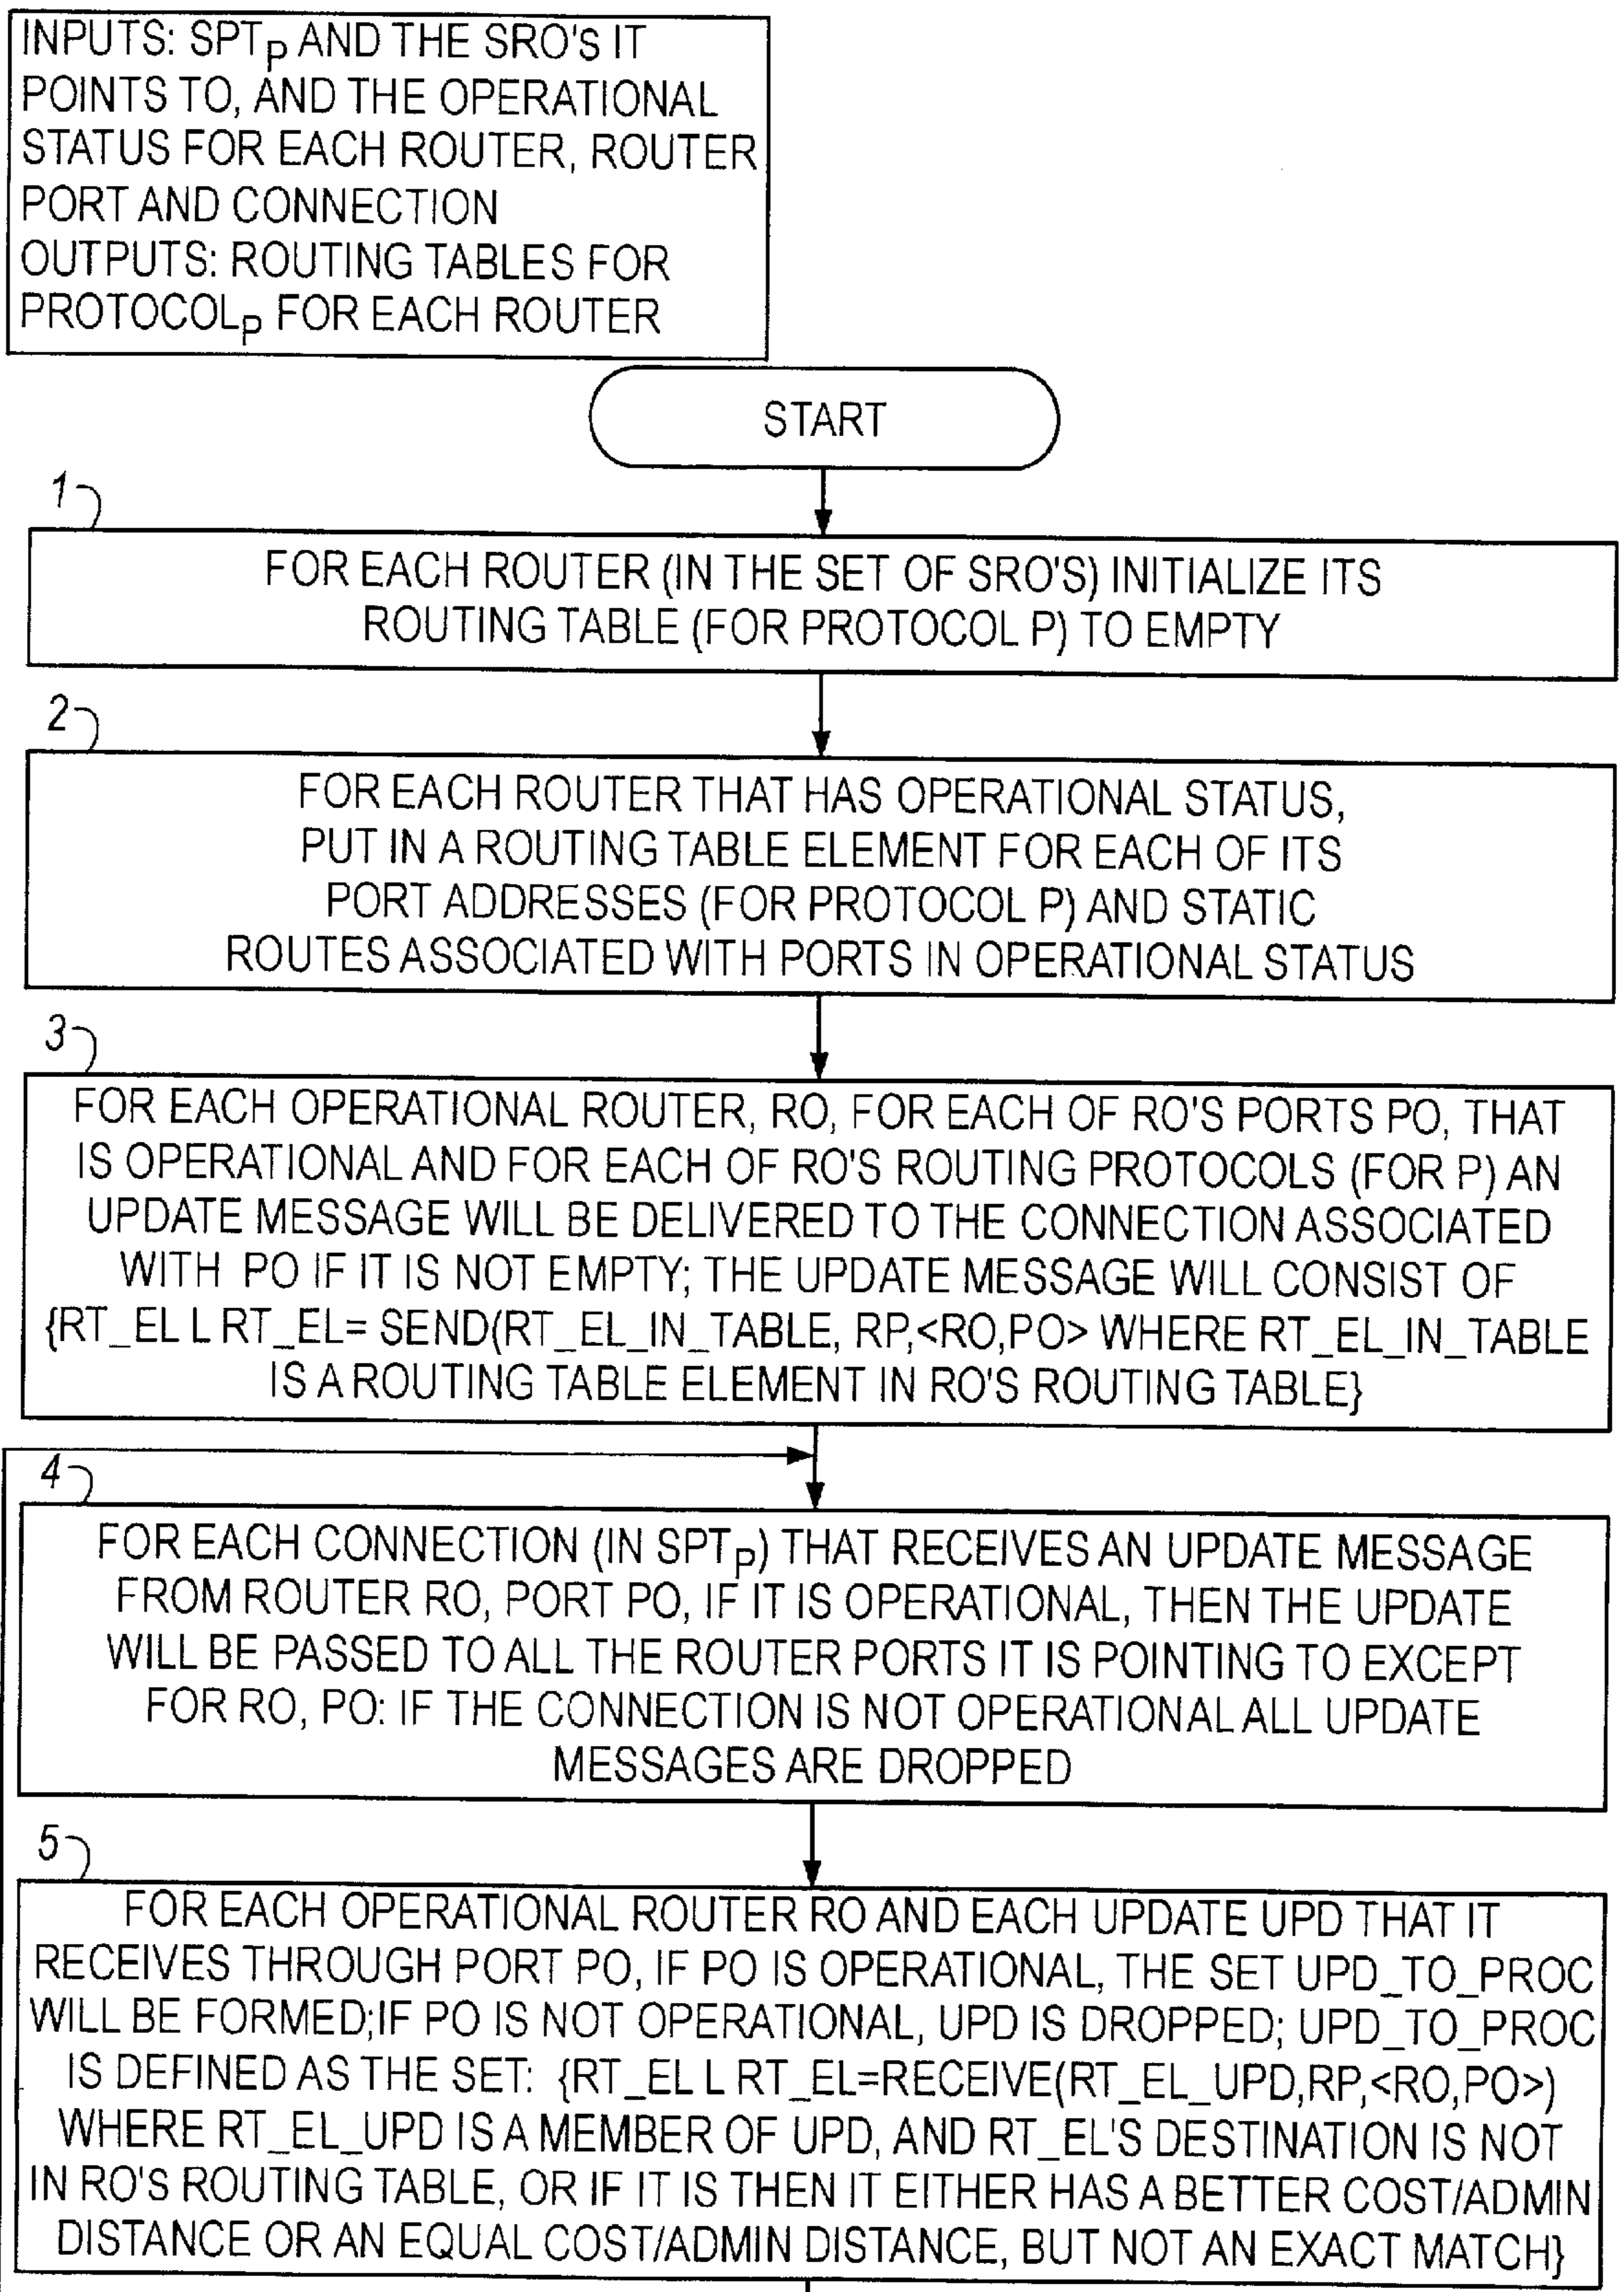 INPUTS: SPTp AND THE SRO'S IT
POINTS TO, AND THE OPERATIONAL
STATUS FOR EACH ROUTER, ROUTER
PORT AND CONNECTION
OUTPUTS: ROUTING TABLES FOR
PROTOCOLp FOR EACH ROUTER
START
1
FOR EACH ROUTER (IN THE SET OF SRO'S) INITIALIZE ITS
ROUTING TABLE (FOR PROTOCOL P) TO EMPTY
2
FOR EACH ROUTER THAT HAS OPERATIONAL STATUS,
PUT IN A ROUTING TABLE ELEMENT FOR EACH OF ITS
PORT ADDRESSES (FOR PROTOCOL P) AND STATIC
ROUTES ASSOCIATED WITH PORTS IN OPERATIONAL STATUS
3
FOR EACH OPERATIONAL ROUTER, RO, FOR EACH OF RO'S PORTS PO, THAT
IS OPERATIONAL AND FOR EACH OF RO'S ROUTING PROTOCOLS (FOR P) AN
UPDATE MESSAGE WILL BE DELIVERED TO THE CONNECTION ASSOCIATED
WITH PO IF IT IS NOT EMPTY; THE UPDATE MESSAGE WILL CONSIST OF
{RT_EL L RT_EL= SEND(RT_EL_IN_TABLE, RP,<RO,PO> WHERE RT_EL_IN_TABLE
IS A ROUTING TABLE ELEMENT IN RO'S ROUTING TABLE}
4
FOR EACH CONNECTION (IN SPTp) THAT RECEIVES AN UPDATE MESSAGE
FROM ROUTER RO, PORT PO, IF IT IS OPERATIONAL, THEN THE UPDATE
WILL BE PASSED TO ALL THE ROUTER PORTS IT IS POINTING TO EXCEPT
FOR RO, PO: IF THE CONNECTION IS NOT OPERATIONAL ALL UPDATE
MESSAGES ARE DROPPED
5
FOR EACH OPERATIONAL ROUTER RO AND EACH UPDATE UPD THAT IT
RECEIVES THROUGH PORT PO, IF PO IS OPERATIONAL, THE SET UPD_TO_PROC
WILL BE FORMED;IF PO IS NOT OPERATIONAL, UPD IS DROPPED; UPD_TO_PROC
IS DEFINED AS THE SET: {RT_EL L RT_EL=RECEIVE(RT_EL_UPD,RP,<RO,PO>)
WHERE RT_EL_UPD IS A MEMBER OF UPD, AND RT_EL'S DESTINATION IS NOT
IN RO'S ROUTING TABLE, OR IF IT IS THEN IT EITHER HAS A BETTER COST/ADMIN
DISTANCE OR AN EQUAL COST/ADMIN DISTANCE, BUT NOT AN EXACT MATCH}